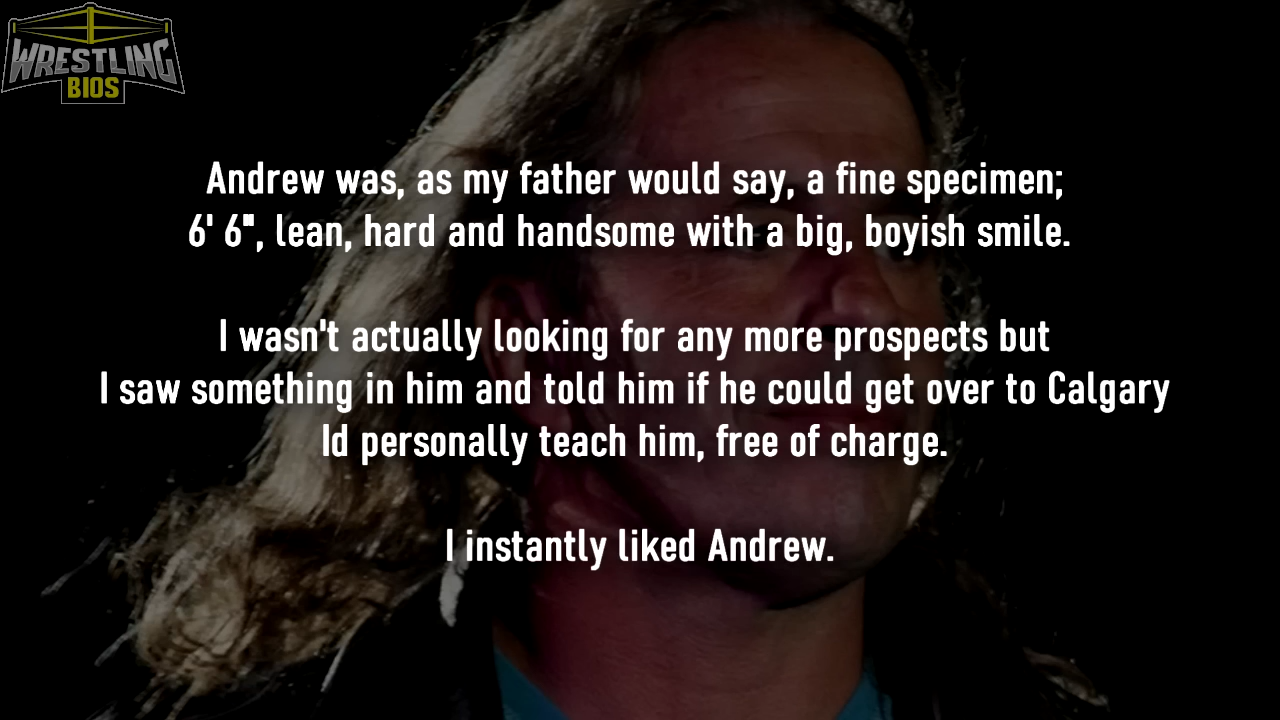 WRESTLING
BIOS
Andrew was, as my father would say, a fine specimen;
6' 6", lean, hard and handsome with a big, boyish smile.
I wasn't actually looking for any more prospects but
I saw something in him and told him if he could get over to Calgary
Id personally teach him, free of charge.
I instantly liked Andrew.